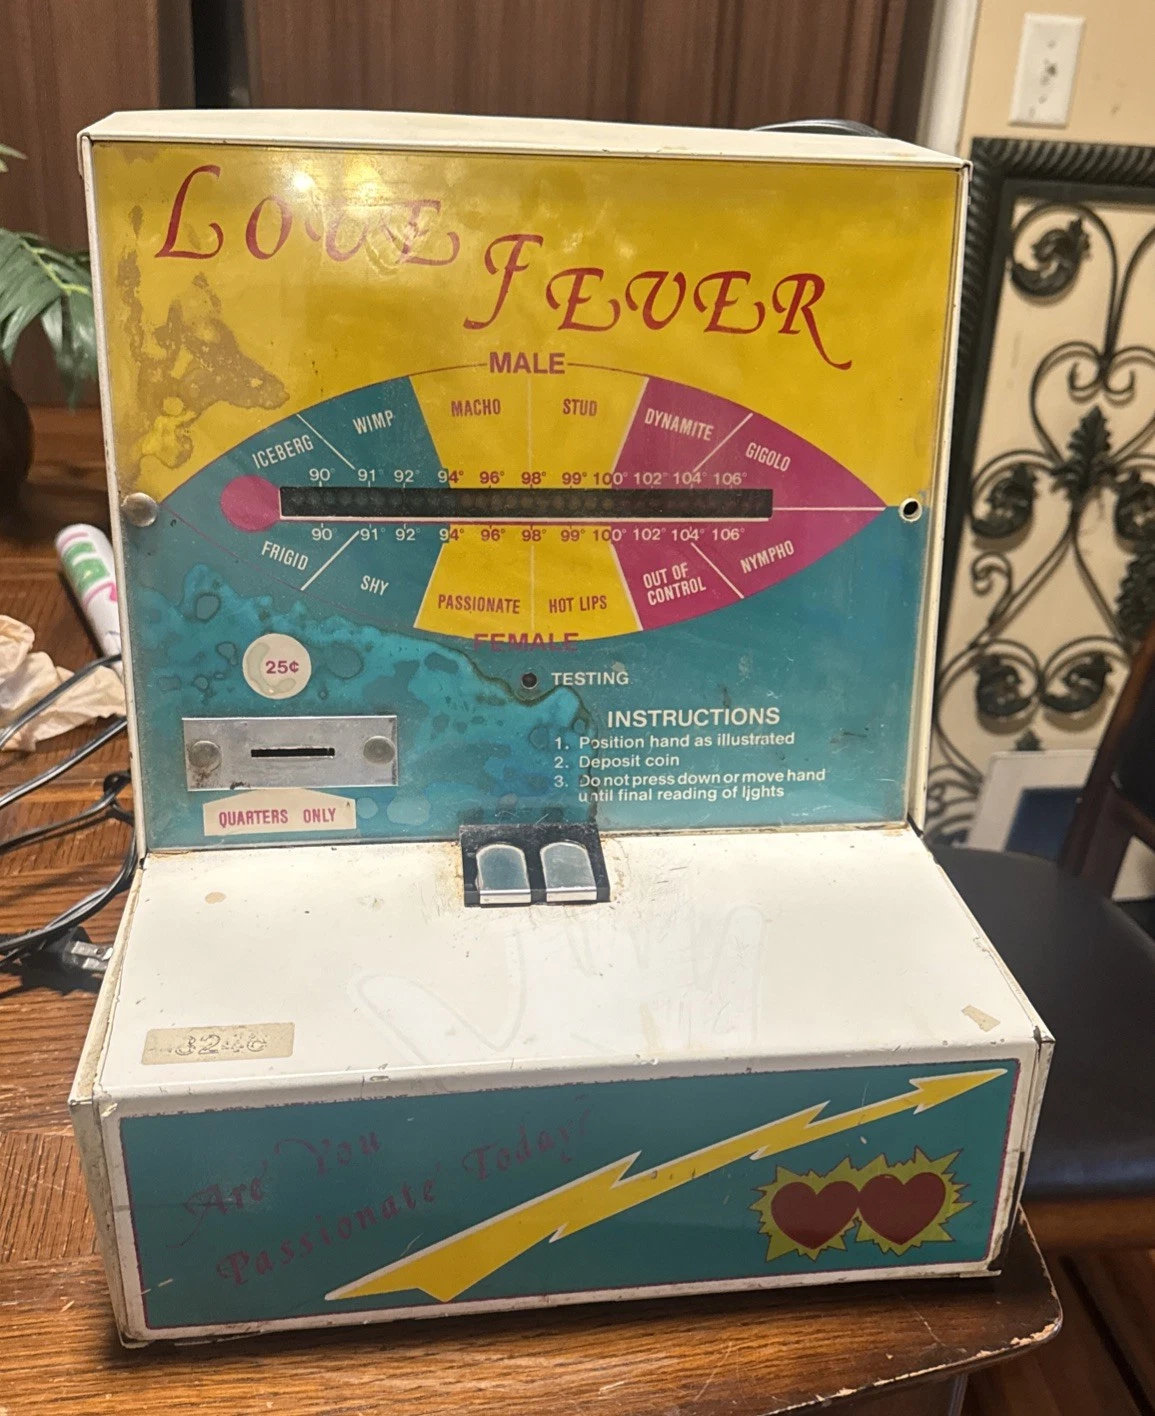 LOVE
FEVER
MALE
ICEBERG WIMP MACHO STUD DYNAMITE GIGOLO
90° 91° 92° 94° 96° 98° 99° 100° 102° 104° 106°
90° 91° 92° 94° 96° 98° 99° 100° 102° 104° 106°
FRIGID SHY PASSIONATE HOT LIPS OUT OF NYMPHO
CONTROL
FEMALE
25¢
TESTING
INSTRUCTIONS
1. Position hand as illustrated
2. Deposit coin
3. Do not press down or move hand
until final reading of lights
QUARTERS ONLY
Are You
Passionate Today?